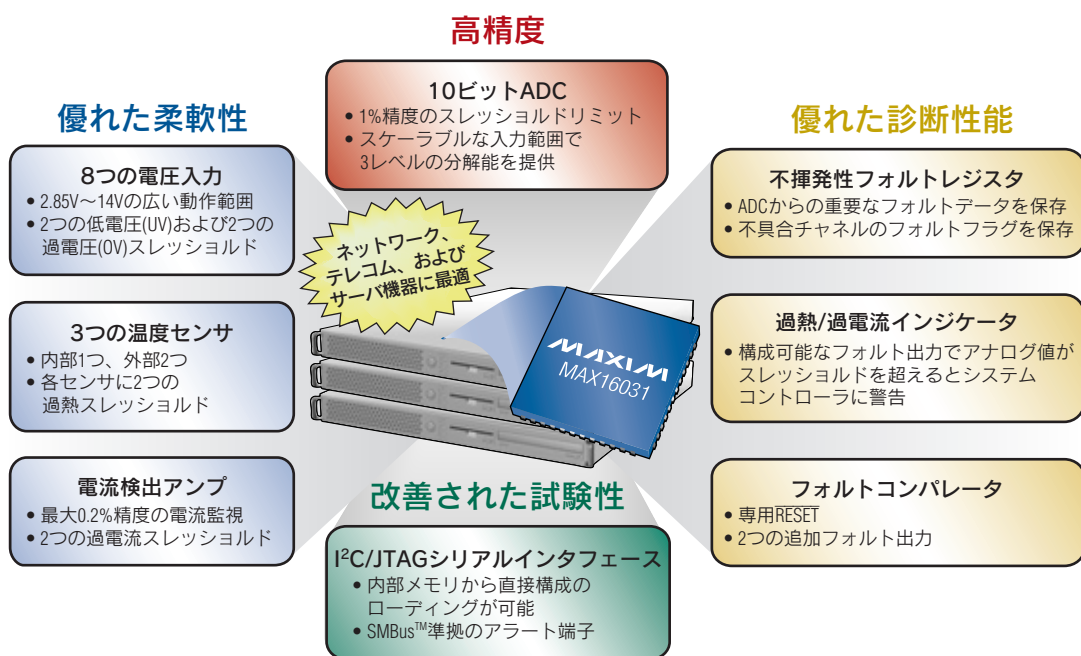 高精度
10ビットADC
• 1%精度のスレッショルドリミット
• スケーラブルな入力範囲で
3レベルの分解能を提供
優れた柔軟性
8つの電圧入力
• 2.85V～14Vの広い動作範囲
• 2つの低電圧(UV)および2つの
過電圧(OV)スレッショルド
3つの温度センサ
• 内部1つ、外部2つ
• 各センサに2つの
過熱スレッショルド
電流検出アンプ
• 最大0.2%精度の電流監視
• 2つの過電流スレッショルド
ネットワーク、
テレコム、および
サーバ機器に最適
MAXIM
MAX16031
優れた診断性能
不揮発性フォルトレジスタ
• ADCからの重要なフォルトデータを保存
• 不具合チャネルのフォルトフラグを保存
過熱/過電流インジケータ
• 構成可能なフォルト出力でアナログ値が
スレッショルドを超えるとシステム
コントローラに警告
フォルトコンパレータ
• 専用R̅E̅S̅E̅T̅
• 2つの追加フォルト出力
改善された試験性
I²C/JTAGシリアルインタフェース
• 内部メモリから直接構成の
ローディングが可能
• SMBus™準拠のアラート端子